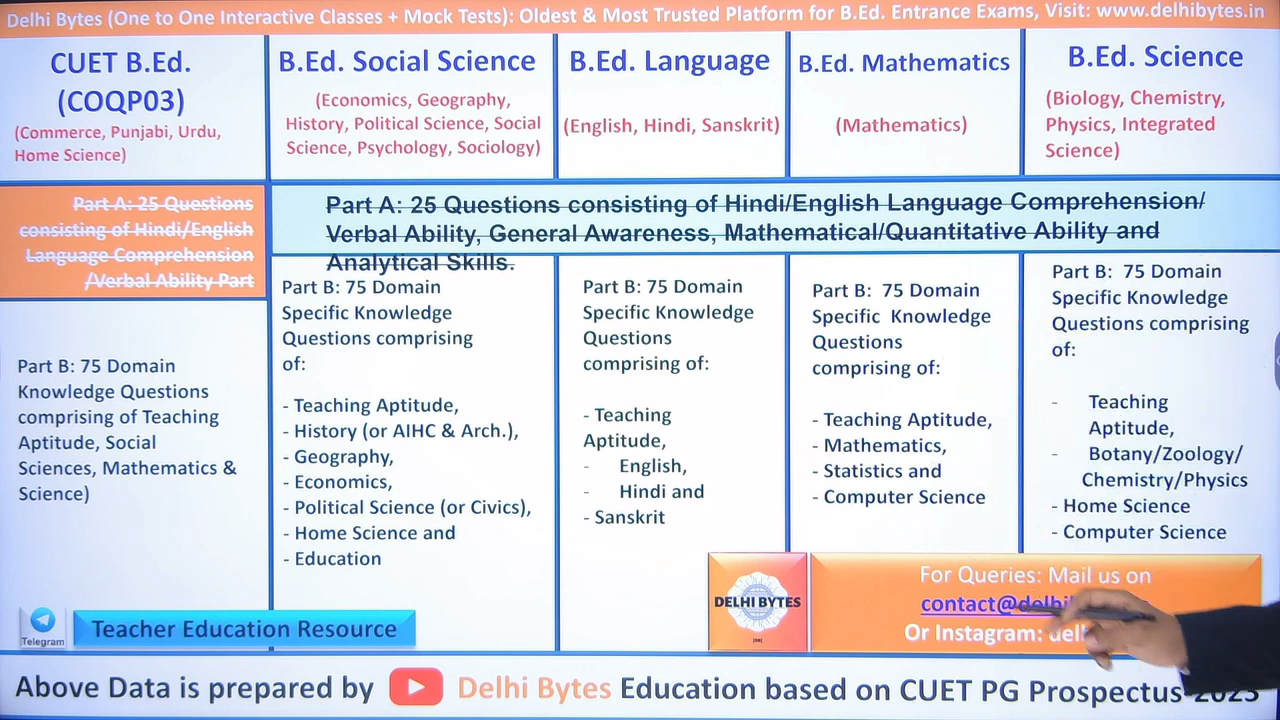 Delhi Bytes (One to One Interactive Classes + Mock Tests): Oldest & Most Trusted Platform for B.Ed. Entrance Exams, Visit: www.delhibytes.in
CUET B.Ed.
(COQP03)
(Commerce, Punjabi, Urdu,
Home Science)
B.Ed. Social Science
(Economics, Geography,
History, Political Science, Social
Science, Psychology, Sociology)
B.Ed. Language
(English, Hindi, Sanskrit)
B.Ed. Mathematics
(Mathematics)
B.Ed. Science
(Biology, Chemistry,
Physics, Integrated
Science)
Part A: 25 Questions
consisting of Hindi/English
Language Comprehension
/Verbal Ability Part
Part A: 25 Questions consisting of Hindi/English Language Comprehension/
Verbal Ability, General Awareness, Mathematical/Quantitative Ability and
Analytical Skills.
Part B: 75 Domain
Knowledge Questions
comprising of Teaching
Aptitude, Social
Sciences, Mathematics &
Science)
Part B: 75 Domain
Specific Knowledge
Questions comprising
of:
- Teaching Aptitude,
- History (or AIHC & Arch.),
- Geography,
- Economics,
- Political Science (or Civics),
- Home Science and
- Education
Part B: 75 Domain
Specific Knowledge
Questions
comprising of:
- Teaching
Aptitude,
- English,
- Hindi and
- Sanskrit
Part B: 75 Domain
Specific Knowledge
Questions
comprising of:
- Teaching Aptitude,
- Mathematics,
- Statistics and
- Computer Science
Part B: 75 Domain
Specific Knowledge
Questions comprising
of:
- Teaching
Aptitude,
- Botany/Zoology/
Chemistry/Physics
- Home Science
- Computer Science
Telegram
Teacher Education Resource
DELHI BYTES
For Queries: Mail us on
Or Instagram:
Above Data is prepared by Delhi Bytes Education based on CUET PG Prospectus-2023